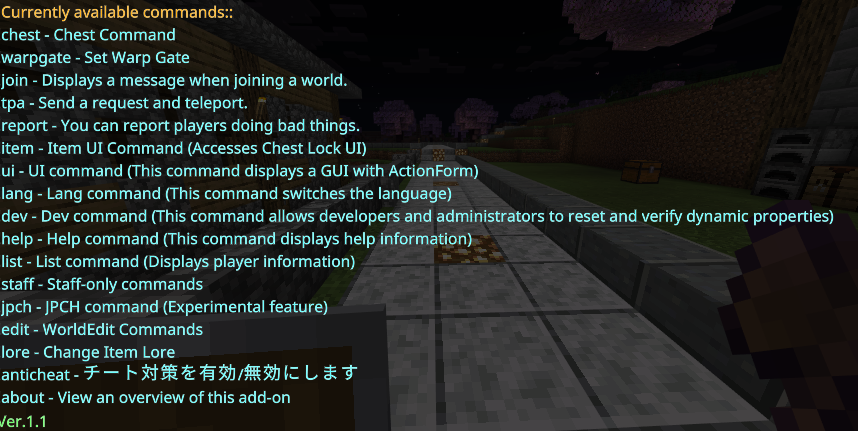 Currently available commands::
chest - Chest Command
warpgate - Set Warp Gate
join - Displays a message when joining a world.
tpa - Send a request and teleport.
report - You can report players doing bad things.
item - Item UI Command (Accesses Chest Lock UI)
ui - UI command (This command displays a GUI with ActionForm)
lang - Lang command (This command switches the language)
dev - Dev command (This command allows developers and administrators to reset and verify dynamic properties)
help - Help command (This command displays help information)
list - List command (Displays player information)
staff - Staff-only commands
jpch - JPCH command (Experimental feature)
edit - WorldEdit Commands
lore - Change Item Lore
anticheat - チート対策を有効/無効にします
about - View an overview of this add-on
Ver.1.1